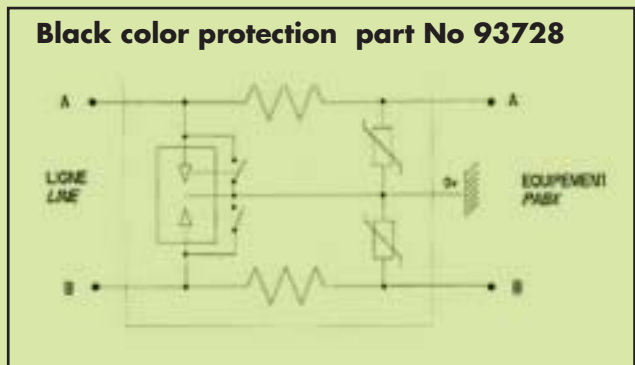 Black color protection part No 93728
A
A
LIGNE
LINE
EQUIPEMENT
PABX
B
B